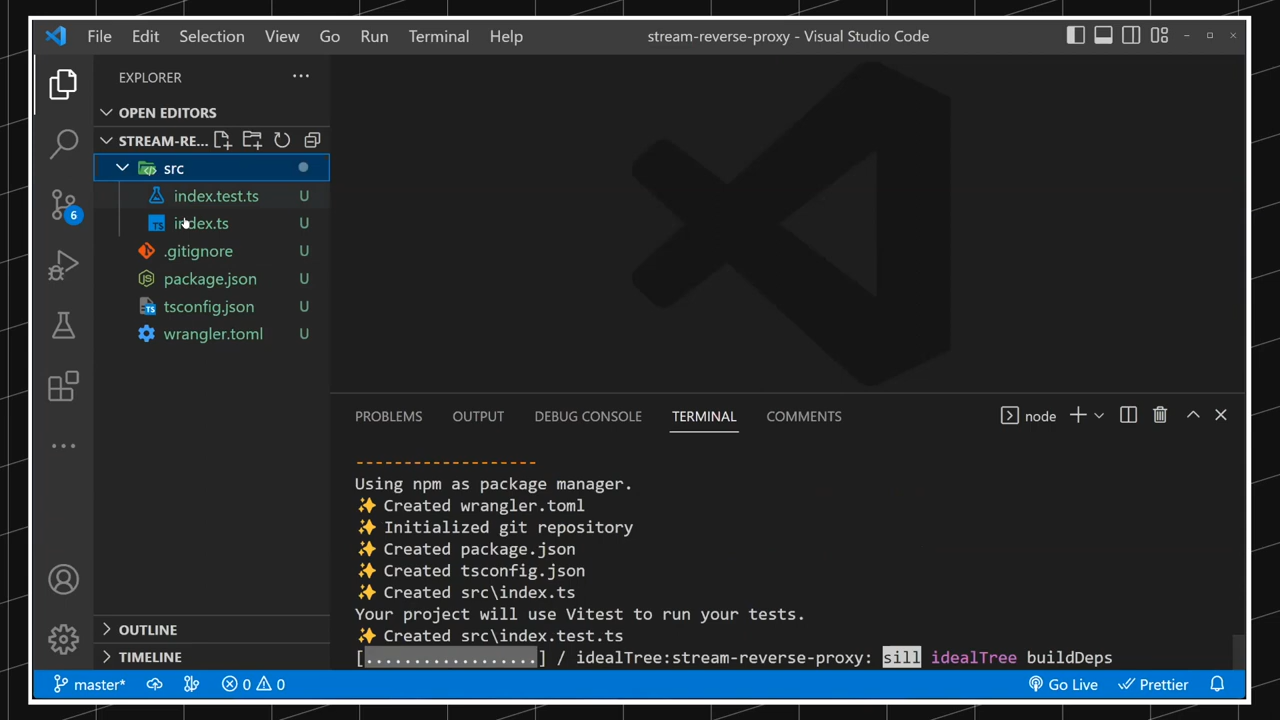 File Edit Selection View Go Run Terminal Help
stream-reverse-proxy - Visual Studio Code
EXPLORER
OPEN EDITORS
STREAM-RE...
src
index.test.ts U
TS index.ts U
.gitignore U
JS package.json U
TS tsconfig.json U
wrangler.toml U
6
OUTLINE
TIMELINE
PROBLEMS OUTPUT DEBUG CONSOLE TERMINAL COMMENTS
node
------------------
Using npm as package manager.
✨ Created wrangler.toml
✨ Initialized git repository
✨ Created package.json
✨ Created tsconfig.json
✨ Created src\index.ts
Your project will use Vitest to run your tests.
✨ Created src\index.test.ts
[..................] / idealTree:stream-reverse-proxy: sill idealTree buildDeps
master* 0 0 Go Live Prettier